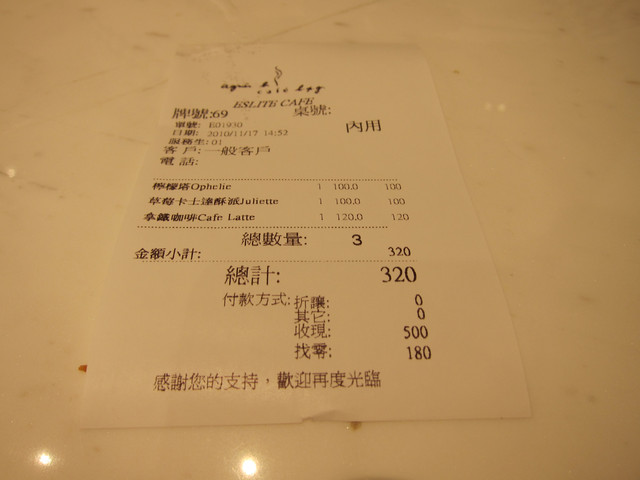 agnès b.
café l.p.g.
ESLITE CAFE
牌號:69 桌號:
單號: E01930 內用
日期: 2010/11/17 14:52
服務生: 01
客戶:一般客戶
電話:
檸檬塔Ophelie 1 100.0 100
草莓卡士達酥派Juliette 1 100.0 100
拿鐵咖啡Cafe Latte 1 120.0 120
總數量: 3
金額小計: 320
總計: 320
付款方式: 折讓: 0
其它: 0
收現: 500
找零: 180
感謝您的支持，歡迎再度光臨